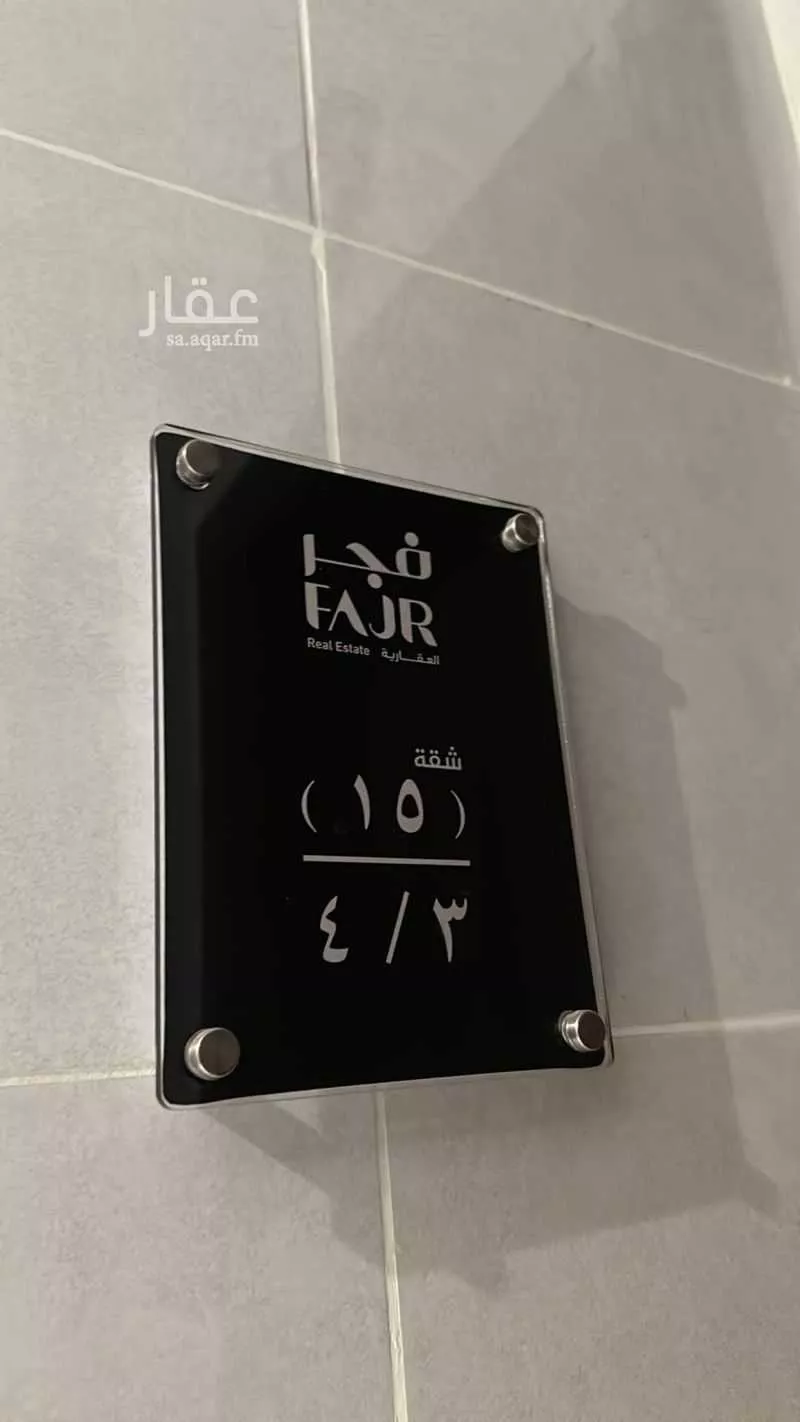 عقار
sa.aqar.fm
فجر
FAJR
العقارية Real Estate
شقة
(١٥)
٣ / ٤